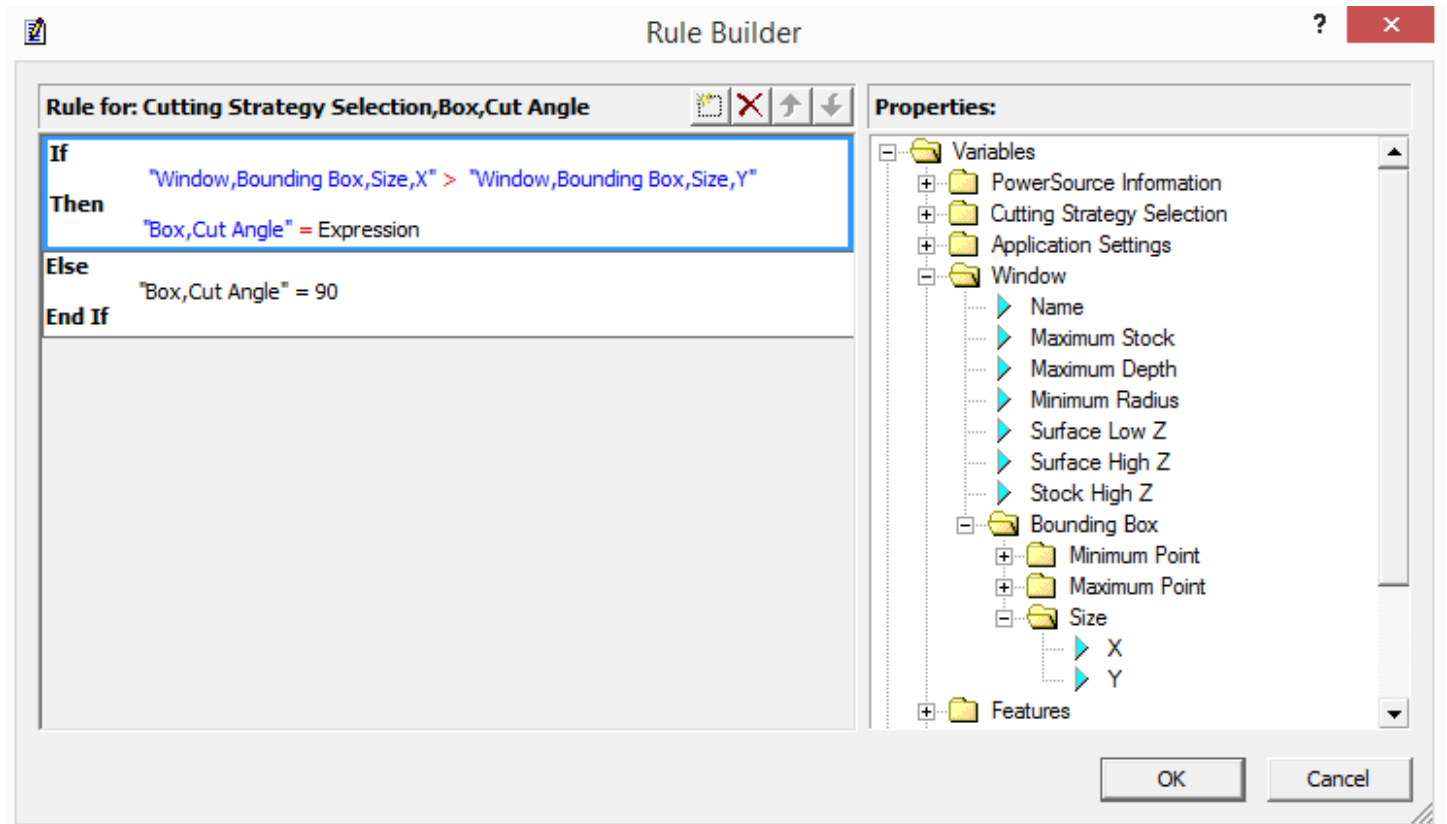 Rule Builder
?
Rule for: Cutting Strategy Selection,Box,Cut Angle
If
"Window,Bounding Box,Size,X" > "Window,Bounding Box,Size,Y"
Then
"Box,Cut Angle" = Expression
Else
"Box,Cut Angle" = 90
End If
Properties:
Variables
PowerSource Information
Cutting Strategy Selection
Application Settings
Window
Name
Maximum Stock
Maximum Depth
Minimum Radius
Surface Low Z
Surface High Z
Stock High Z
Bounding Box
Minimum Point
Maximum Point
Size
X
Y
Features
OK
Cancel